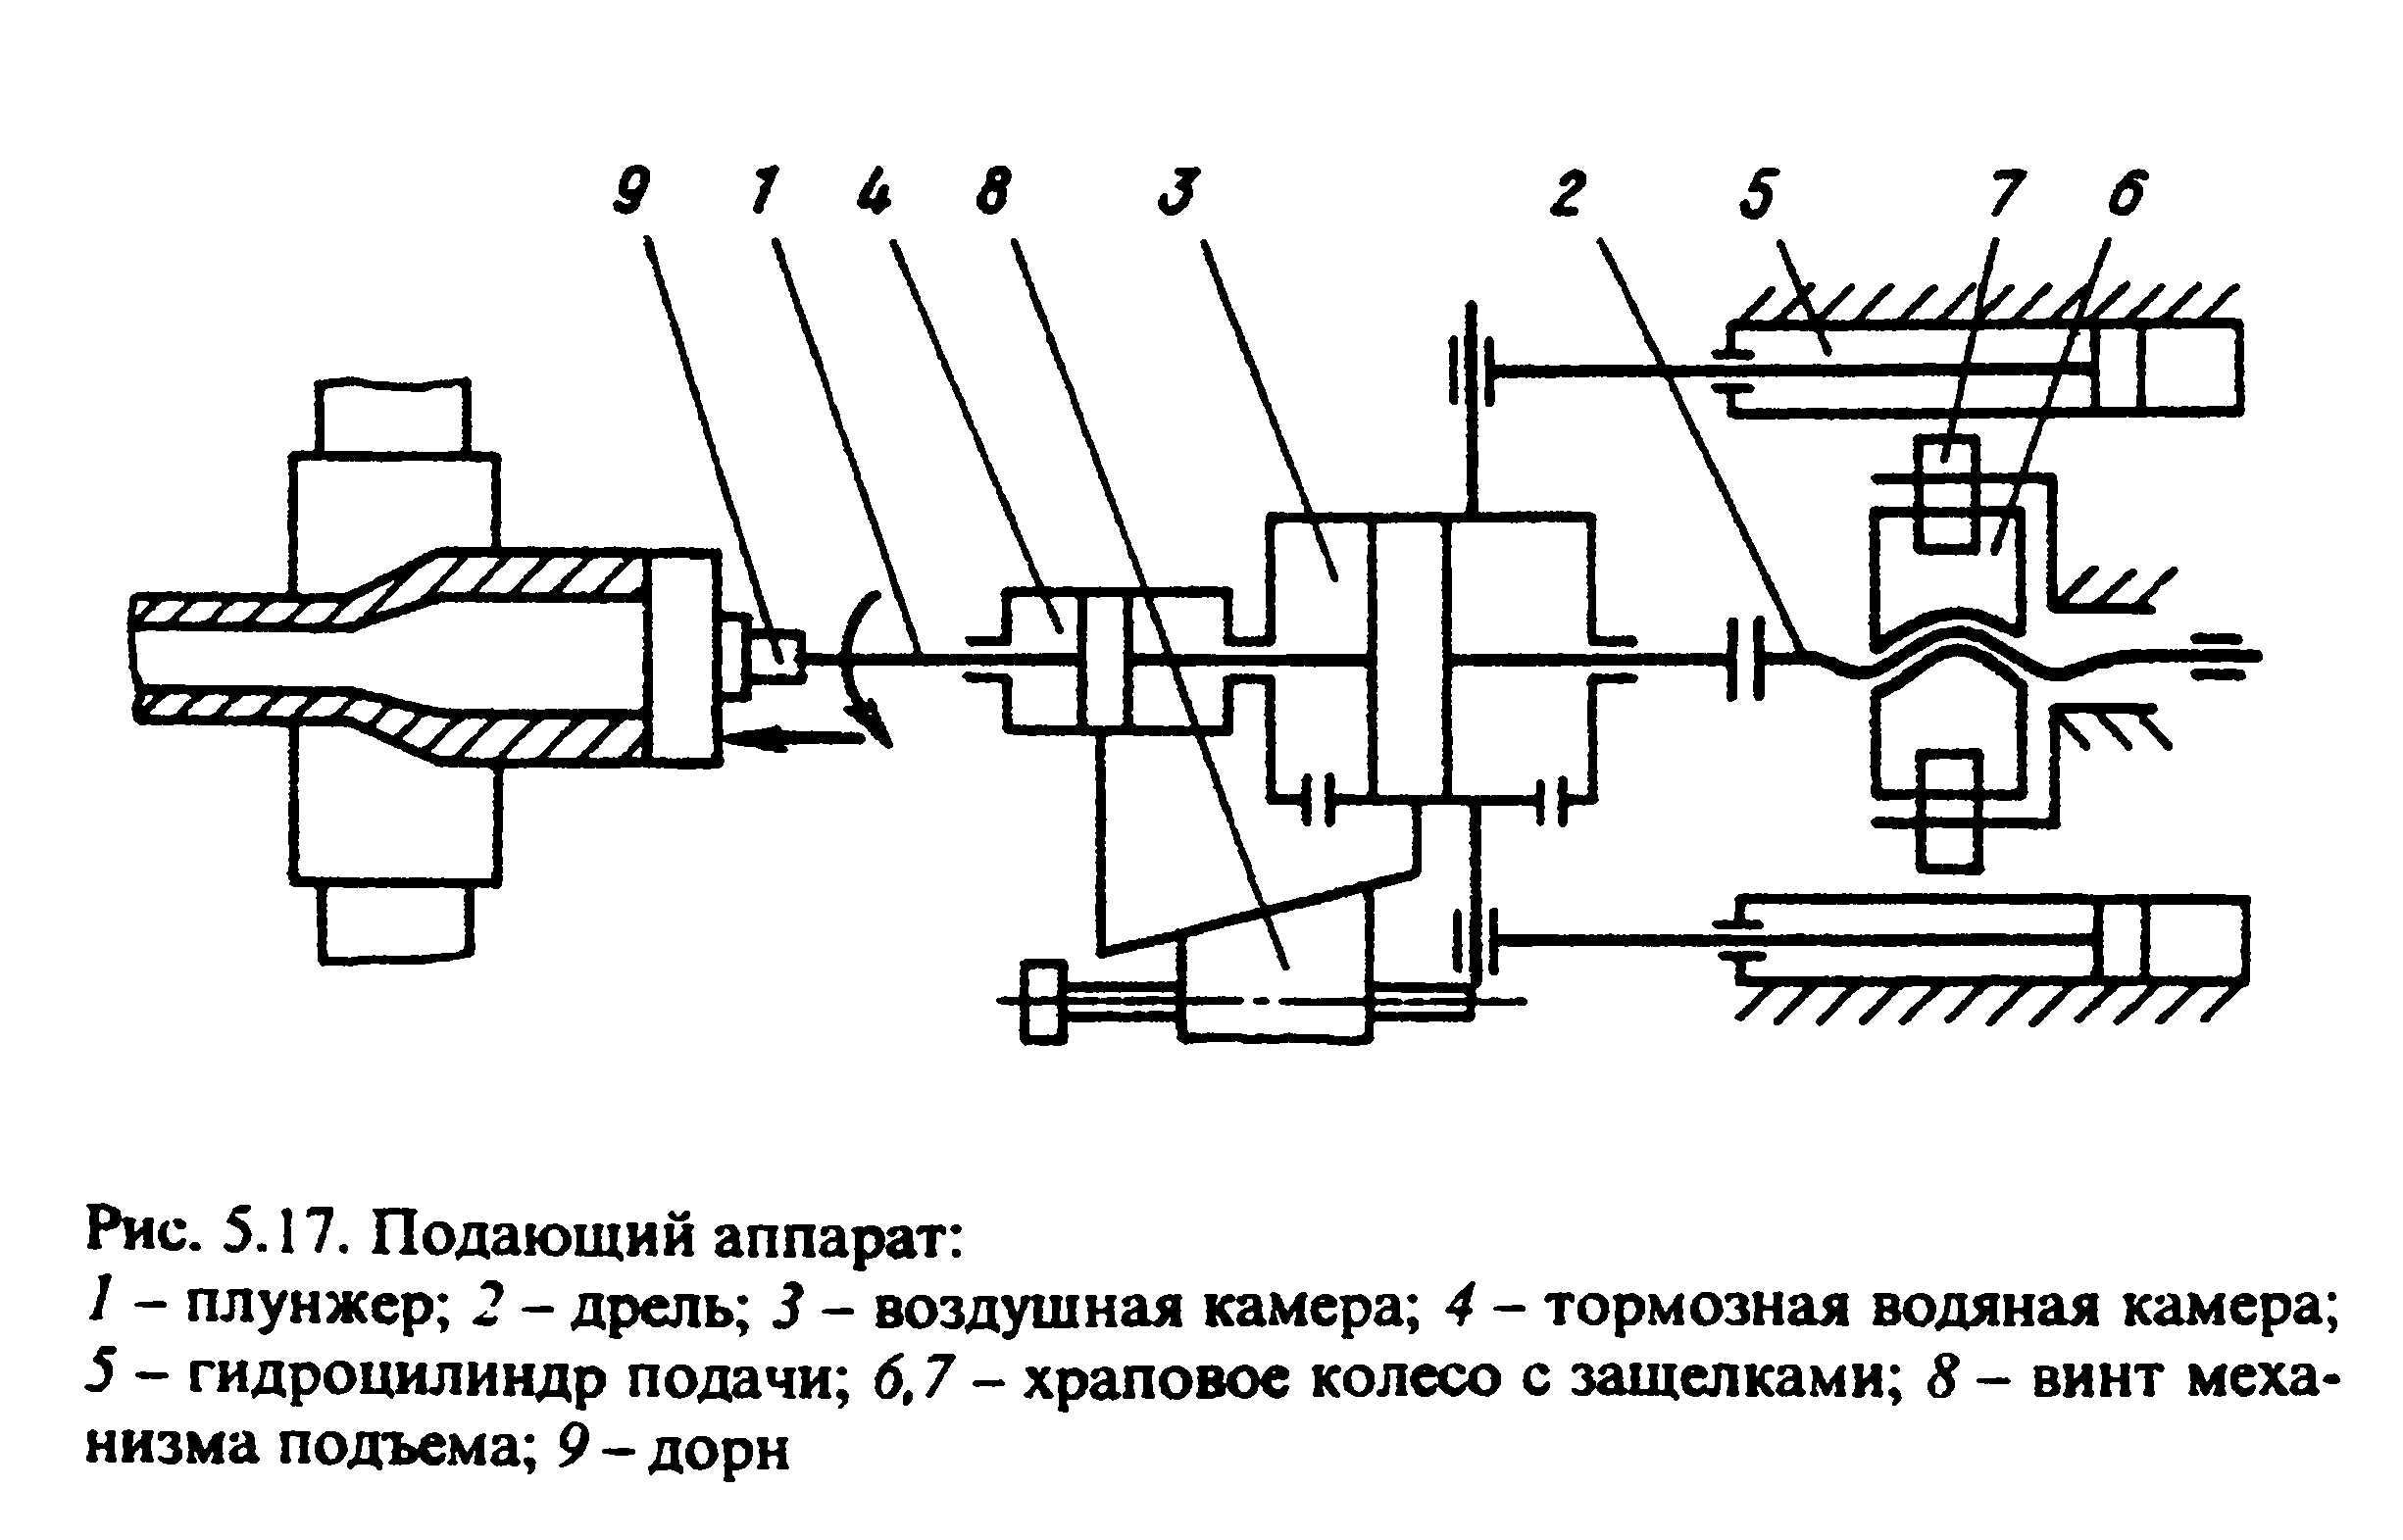 9 1 4 8 3 2 5 7 6
Рис. 5.17. Подающий аппарат:
1 – плунжер; 2 – дрель; 3 – воздушная камера; 4 – тормозная водяная камера;
5 – гидроцилиндр подачи; 6,7 – храповое колесо с защелками; 8 – винт меха-
низма подъема; 9 – дорн